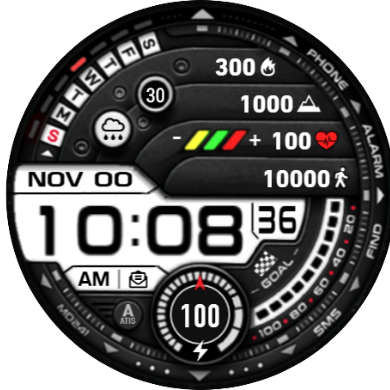 PHONE
ALARM
FIND
SMS
S
M
T
W
T
F
S
300
30
1000
- + 100
10000
NOV 00
10:08 36
AM
GOAL
20
40
60
80
100
A
ATIS
100
MD241